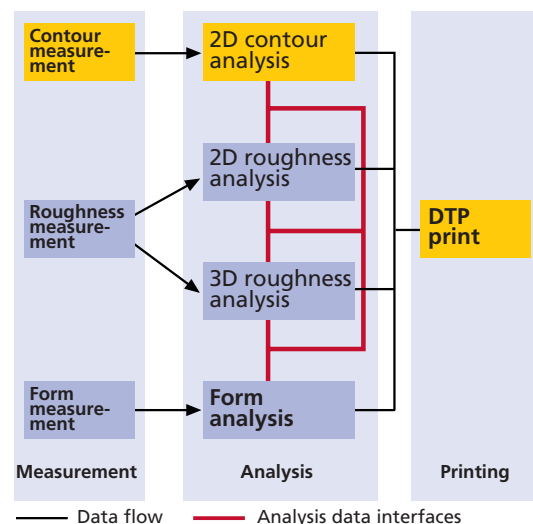 Contour
measure-
ment
2D contour
analysis
2D roughness
analysis
Roughness
measure-
ment
DTP
print
3D roughness
analysis
Form
measure-
ment
Form
analysis
Measurement
Analysis
Printing
Data flow
Analysis data interfaces